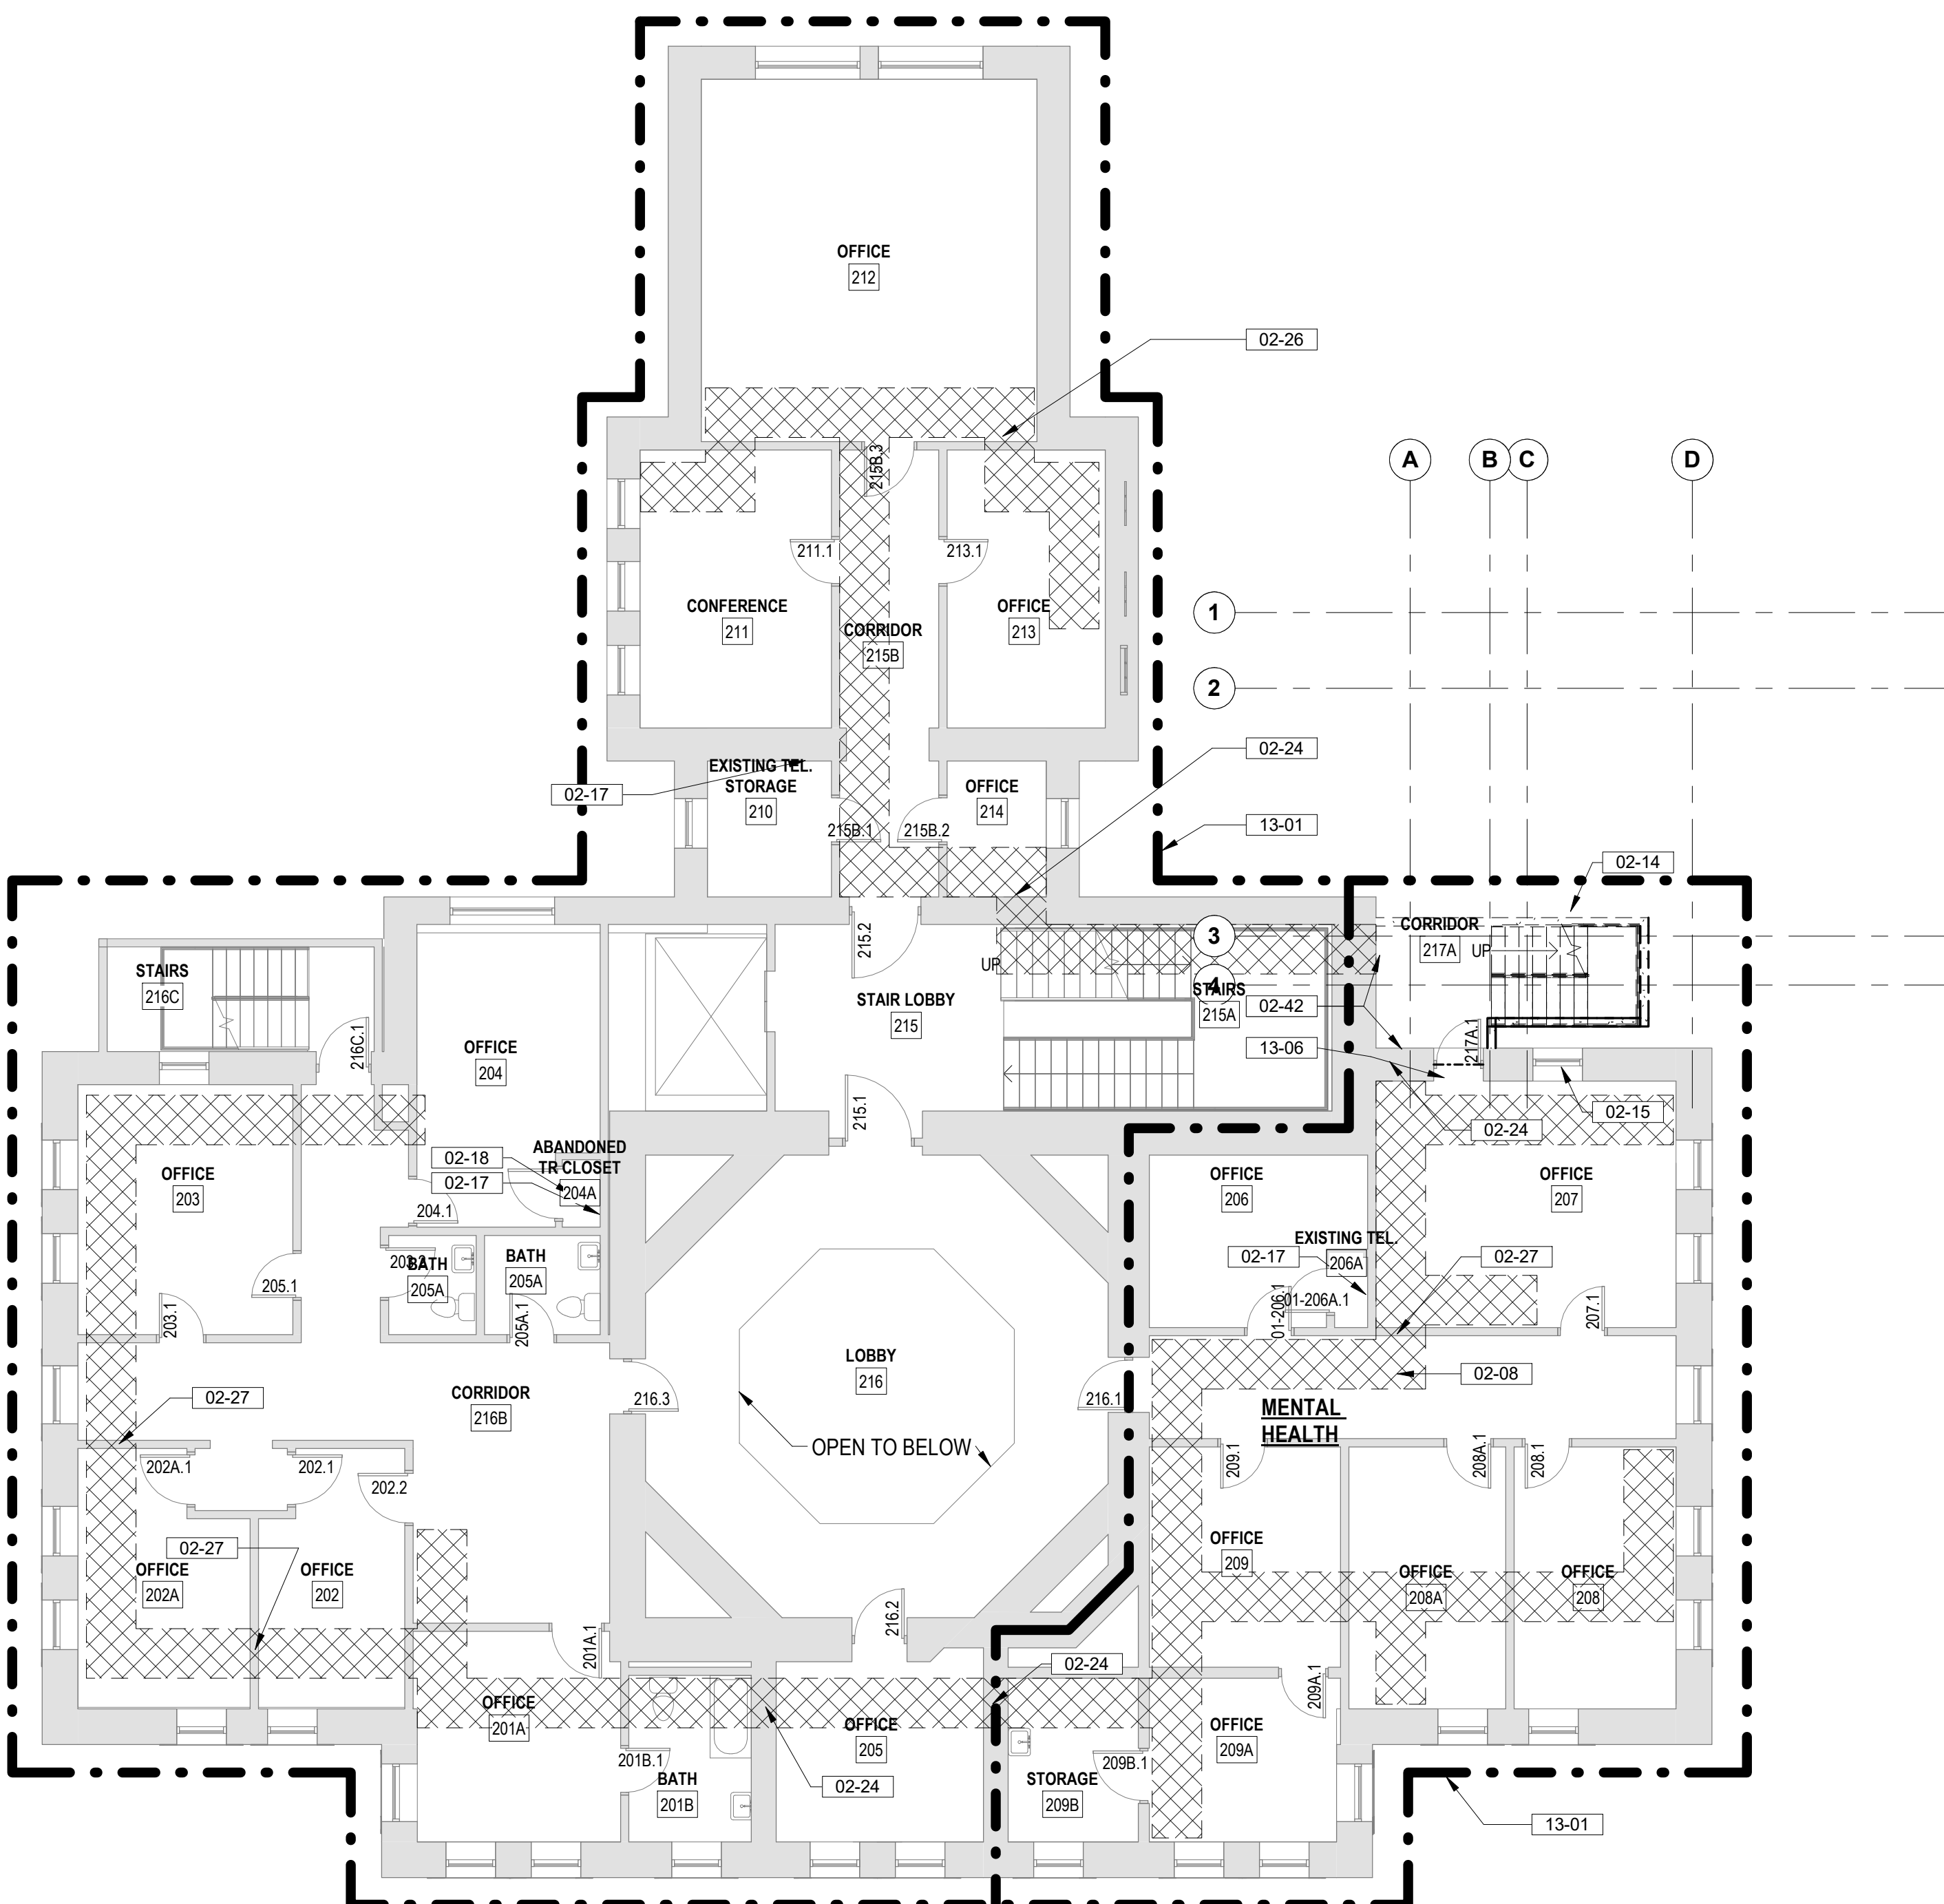 OFFICE
212
02-26
A
B
C
D
215B.3
211.1
213.1
CONFERENCE
211
CORRIDOR
215B
OFFICE
213
1
2
02-24
EXISTING TEL.
STORAGE
210
02-17
OFFICE
214
13-01
215B.1
215B.2
02-14
CORRIDOR
217A
UP
3
4
215.2
UP
STAIRS
215A
02-42
STAIRS
216C
STAIR LOBBY
215
216C.1
OFFICE
204
13-06
217A.1
215.1
02-15
02-24
ABANDONED
TR CLOSET
204A
02-18
02-17
204.1
OFFICE
203
OFFICE
206
OFFICE
207
EXISTING TEL.
206A
02-17
02-27
BATH
205A
BATH
205A
205.1
203.1
205A.1
01-206.1
01-206A.1
207.1
LOBBY
216
CORRIDOR
216B
216.3
216.1
02-08
02-27
MENTAL
HEALTH
OPEN TO BELOW
202A.1
202.1
202.2
209.1
208A.1
208.1
02-27
OFFICE
202A
OFFICE
202
OFFICE
209
OFFICE
208A
OFFICE
208
216.2
201A.1
02-24
209A.1
OFFICE
201A
OFFICE
205
OFFICE
209A
201B.1
BATH
201B
02-24
209B.1
STORAGE
209B
13-01